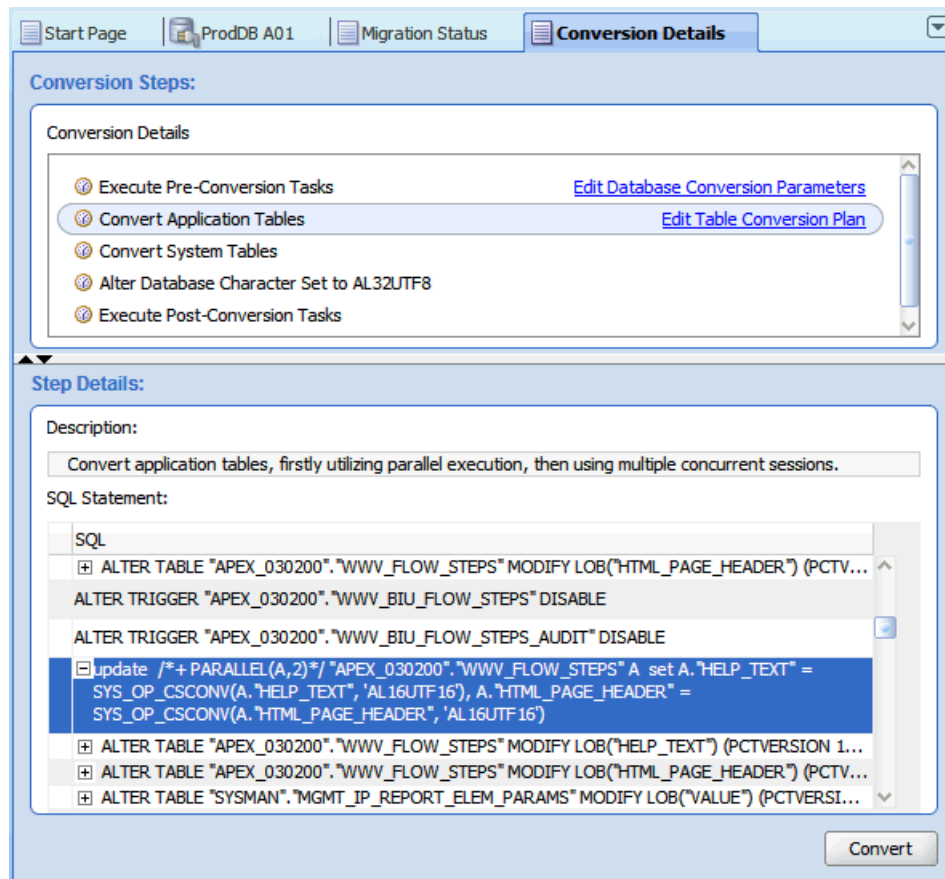 Start Page
ProdDB A01
Migration Status
Conversion Details
Conversion Steps:
Conversion Details
Execute Pre-Conversion Tasks
Edit Database Conversion Parameters
Convert Application Tables
Edit Table Conversion Plan
Convert System Tables
Alter Database Character Set to AL32UTF8
Execute Post-Conversion Tasks
Step Details:
Description:
Convert application tables, firstly utilizing parallel execution, then using multiple concurrent sessions.
SQL Statement:
SQL
ALTER TABLE "APEX_030200"."WWV_FLOW_STEPS" MODIFY LOB("HTML_PAGE_HEADER") (PCTV...
ALTER TRIGGER "APEX_030200"."WWV_BIU_FLOW_STEPS" DISABLE
ALTER TRIGGER "APEX_030200"."WWV_BIU_FLOW_STEPS_AUDIT" DISABLE
update /*+ PARALLEL(A,2)*/ "APEX_030200"."WWV_FLOW_STEPS" A set A."HELP_TEXT" =
SYS_OP_CSCONV(A."HELP_TEXT", 'AL16UTF16'), A."HTML_PAGE_HEADER" =
SYS_OP_CSCONV(A."HTML_PAGE_HEADER", 'AL16UTF16')
ALTER TABLE "APEX_030200"."WWV_FLOW_STEPS" MODIFY LOB("HELP_TEXT") (PCTVERSION 1...
ALTER TABLE "APEX_030200"."WWV_FLOW_STEPS" MODIFY LOB("HTML_PAGE_HEADER") (PCTV...
ALTER TABLE "SYSMAN"."MGMT_IP_REPORT_ELEM_PARAMS" MODIFY LOB("VALUE") (PCTVERSI...
Convert